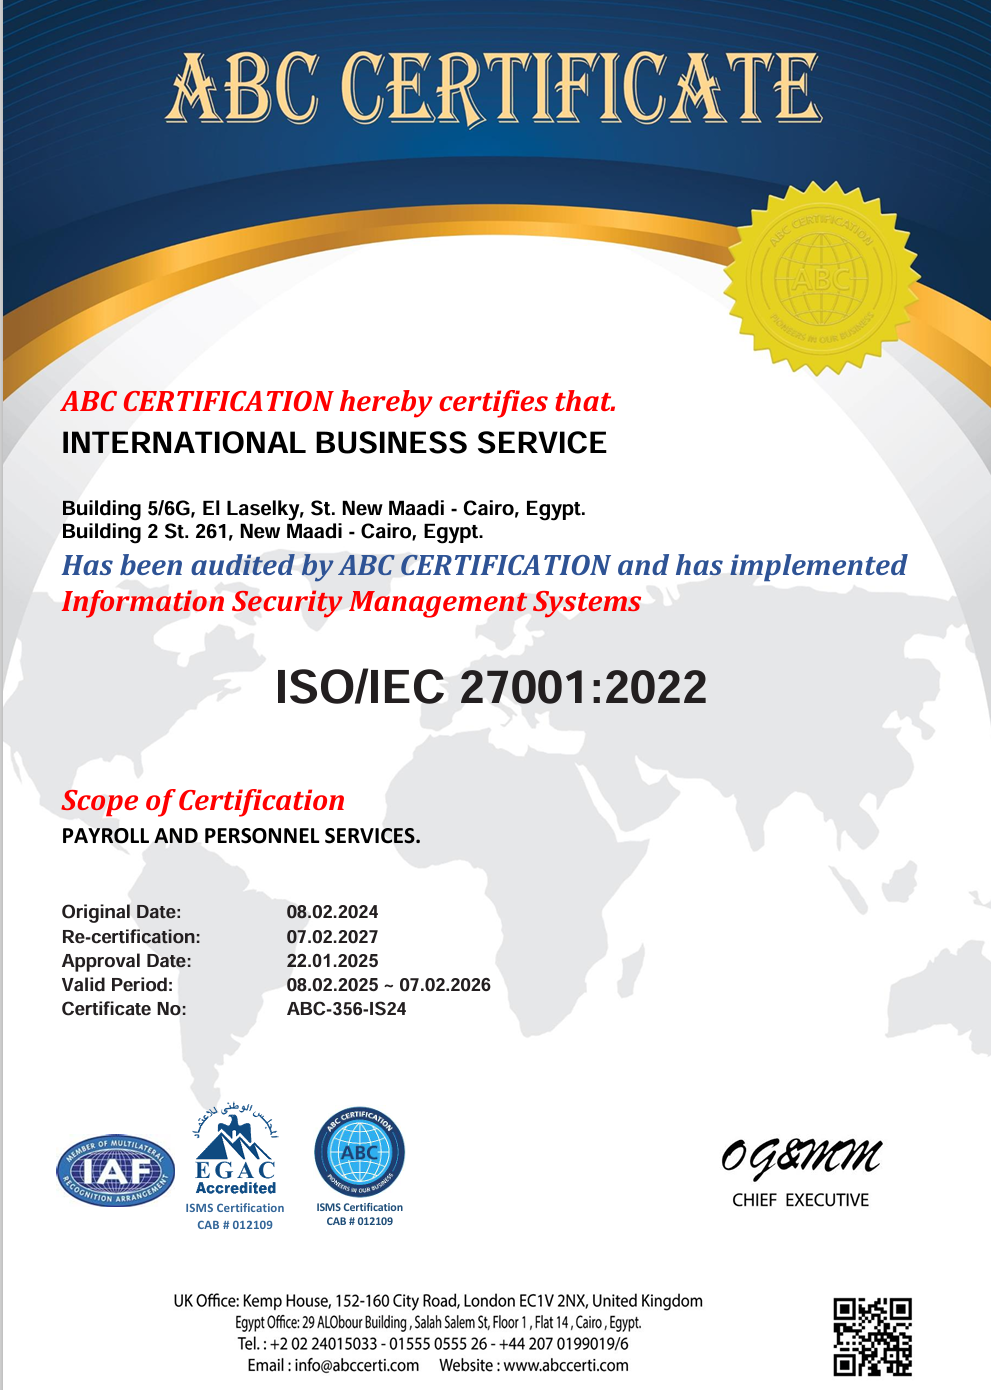 ABC CERTIFICATE
ABC CERTIFICATION
ABC
PIONEERS IN OUR BUSINESS
ABC CERTIFICATION hereby certifies that.
INTERNATIONAL BUSINESS SERVICE
Building 5/6G, El Laselky, St. New Maadi - Cairo, Egypt.
Building 2 St. 261, New Maadi - Cairo, Egypt.
Has been audited by ABC CERTIFICATION and has implemented
Information Security Management Systems
ISO/IEC 27001:2022
Scope of Certification
PAYROLL AND PERSONNEL SERVICES.
Original Date: 08.02.2024
Re-certification: 07.02.2027
Approval Date: 22.01.2025
Valid Period: 08.02.2025 ~ 07.02.2026
Certificate No: ABC-356-IS24
MEMBER OF MULTILATERAL
IAF
RECOGNITION ARRANGEMENT
المجلس الوطنى للاعتماد
EGAC
Accredited
ISMS Certification
CAB # 012109
ABC CERTIFICATION
ABC
PIONEERS IN OUR BUSINESS
ISMS Certification
CAB # 012109
OG&MM
CHIEF EXECUTIVE
UK Office: Kemp House, 152-160 City Road, London EC1V 2NX, United Kingdom
Egypt Office: 29 ALObour Building , Salah Salem St, Floor 1 , Flat 14 , Cairo , Egypt.
Tel. : +2 02 24015033 - 01555 0555 26 - +44 207 0199019/6
Email : info@abccerti.com Website : www.abccerti.com